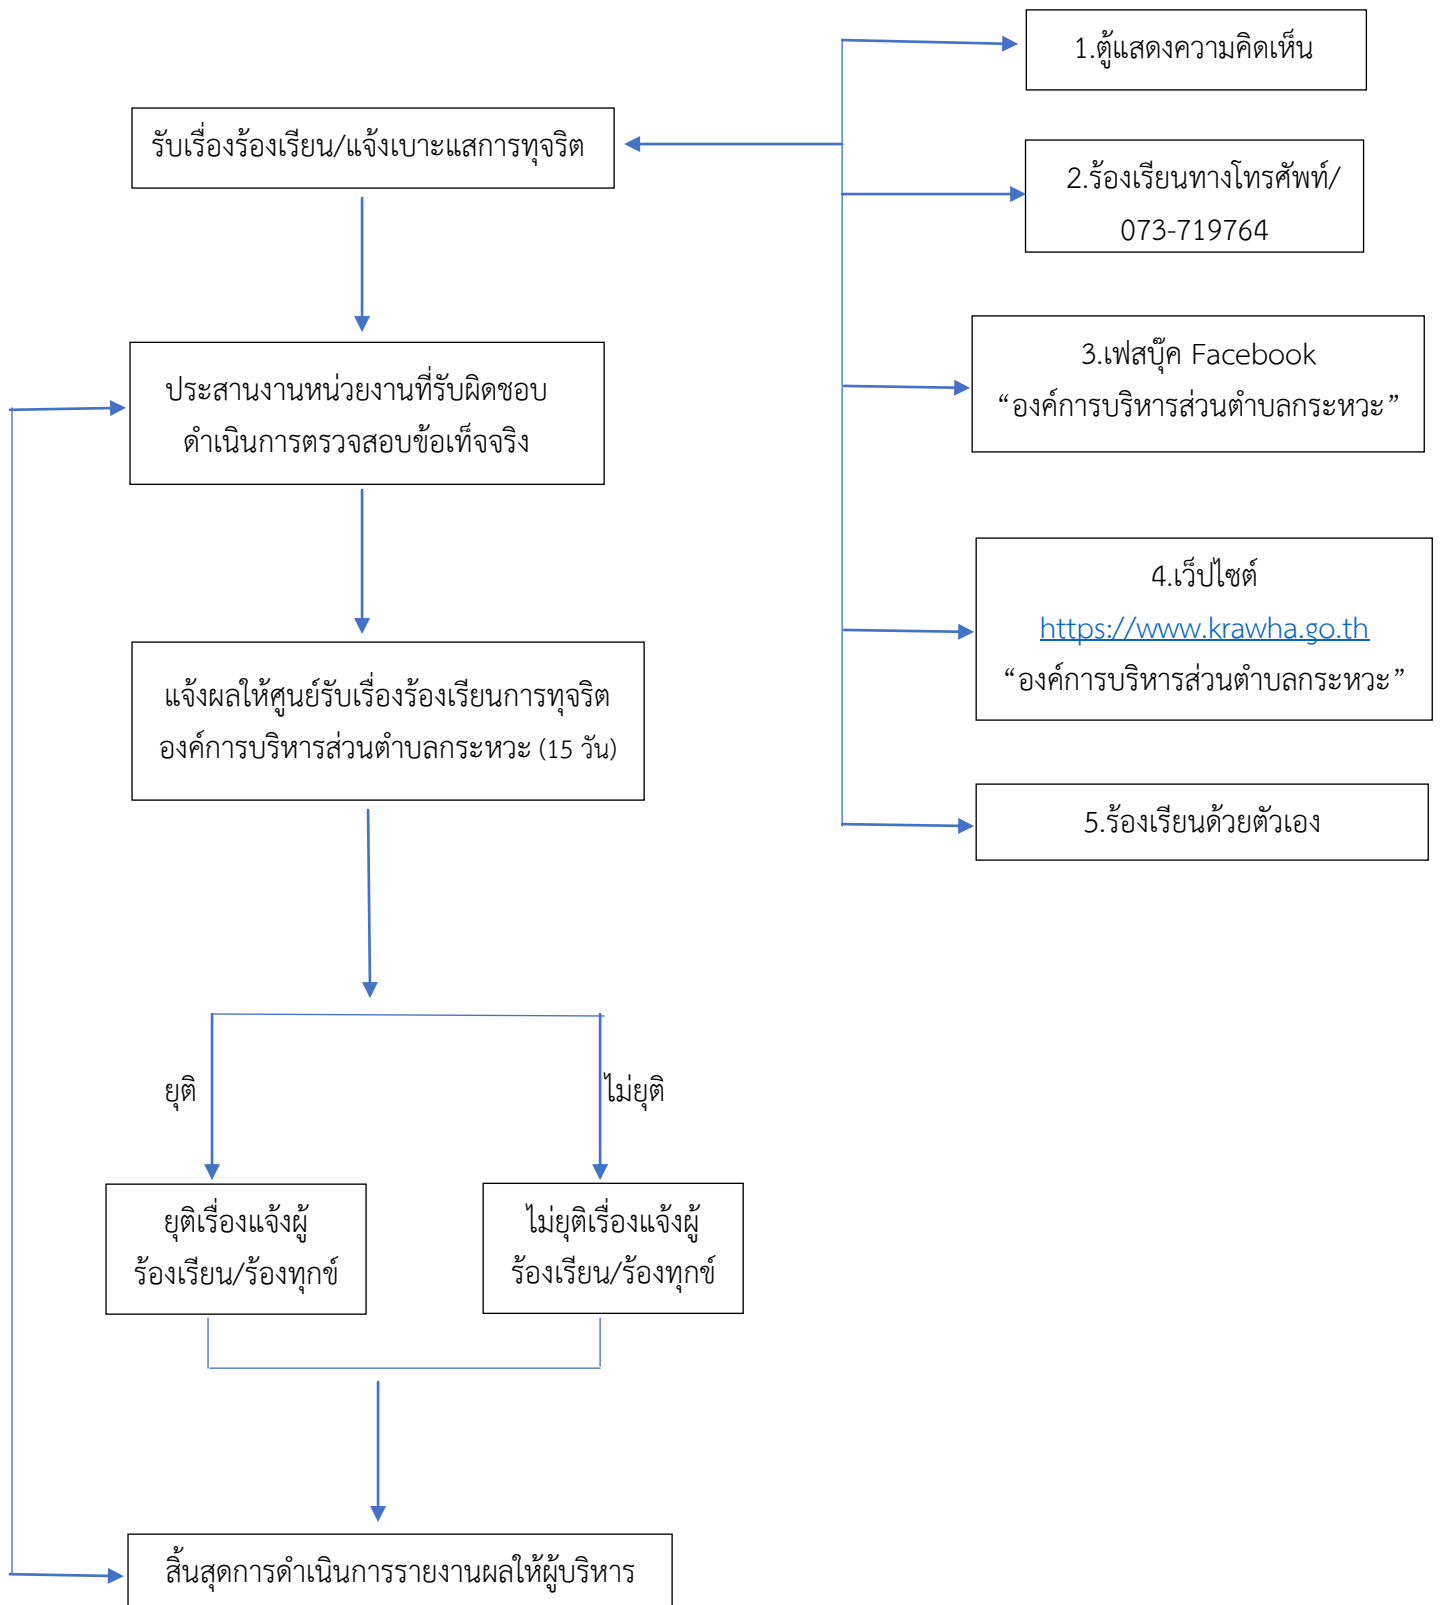 1.ตู้แสดงความคิดเห็น
รับเรื่องร้องเรียน/แจ้งเบาะแสการทุจริต
2.ร้องเรียนทางโทรศัพท์/
073-719764
3.เฟสบุ๊ค Facebook
“องค์การบริหารส่วนตำบลกระหวะ”
ประสานงานหน่วยงานที่รับผิดชอบ
ดำเนินการตรวจสอบข้อเท็จจริง
4.เว็ปไซต์
https://www.krawha.go.th
“องค์การบริหารส่วนตำบลกระหวะ”
แจ้งผลให้ศูนย์รับเรื่องร้องเรียนการทุจริต
องค์การบริหารส่วนตำบลกระหวะ (15 วัน)
5.ร้องเรียนด้วยตัวเอง
ยุติ
ไม่ยุติ
ยุติเรื่องแจ้งผู้
ร้องเรียน/ร้องทุกข์
ไม่ยุติเรื่องแจ้งผู้
ร้องเรียน/ร้องทุกข์
สิ้นสุดการดำเนินการรายงานผลให้ผู้บริหาร